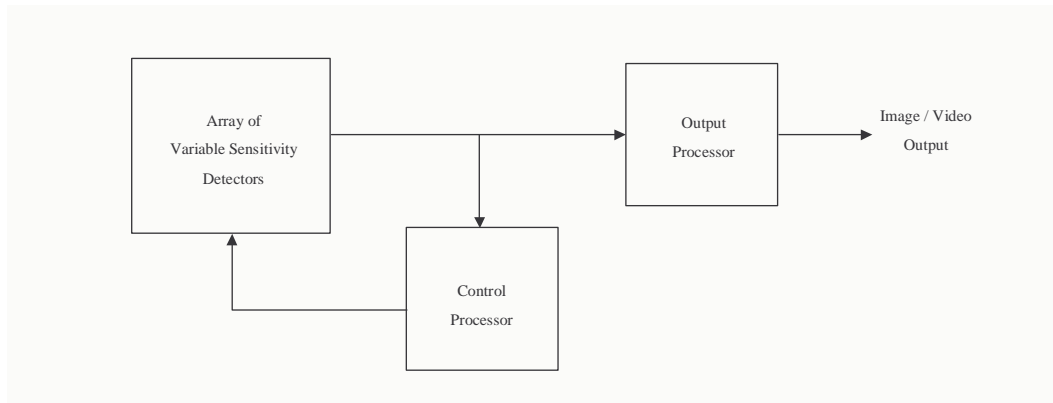 Array of
Variable Sensitivity
Detectors
Output
Processor
Image / Video
Output
Control
Processor